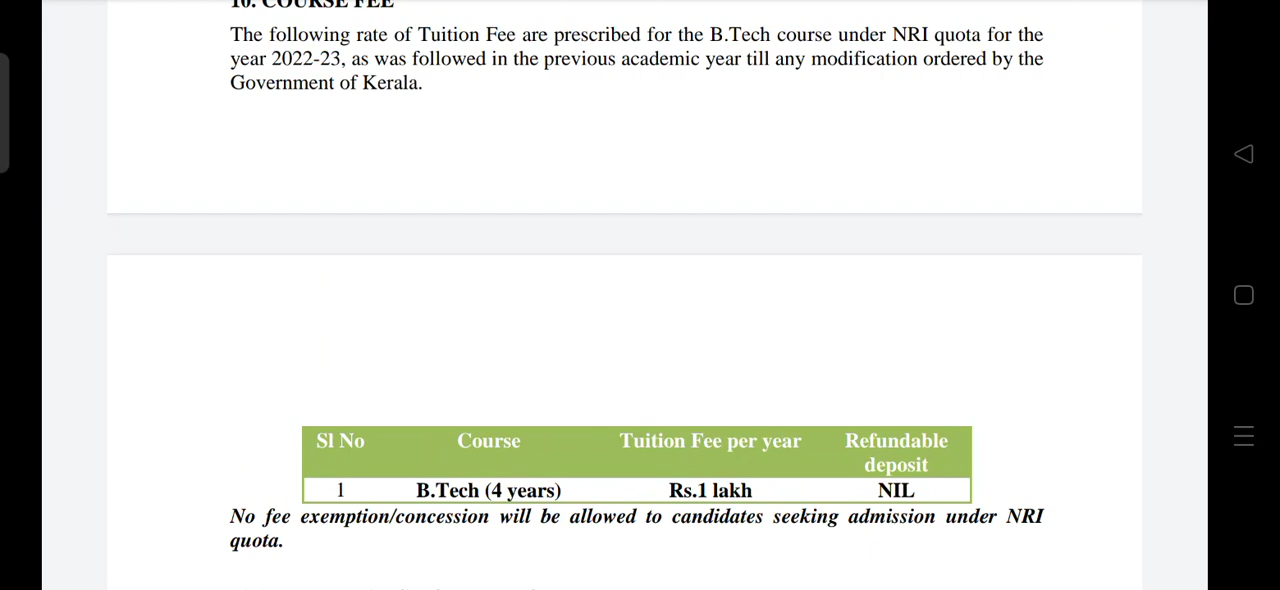 10. COURSE FEE
The following rate of Tuition Fee are prescribed for the B.Tech course under NRI quota for the
year 2022-23, as was followed in the previous academic year till any modification ordered by the
Government of Kerala.
Sl No Course Tuition Fee per year Refundable deposit
1 B.Tech (4 years) Rs.1 lakh NIL
No fee exemption/concession will be allowed to candidates seeking admission under NRI
quota.